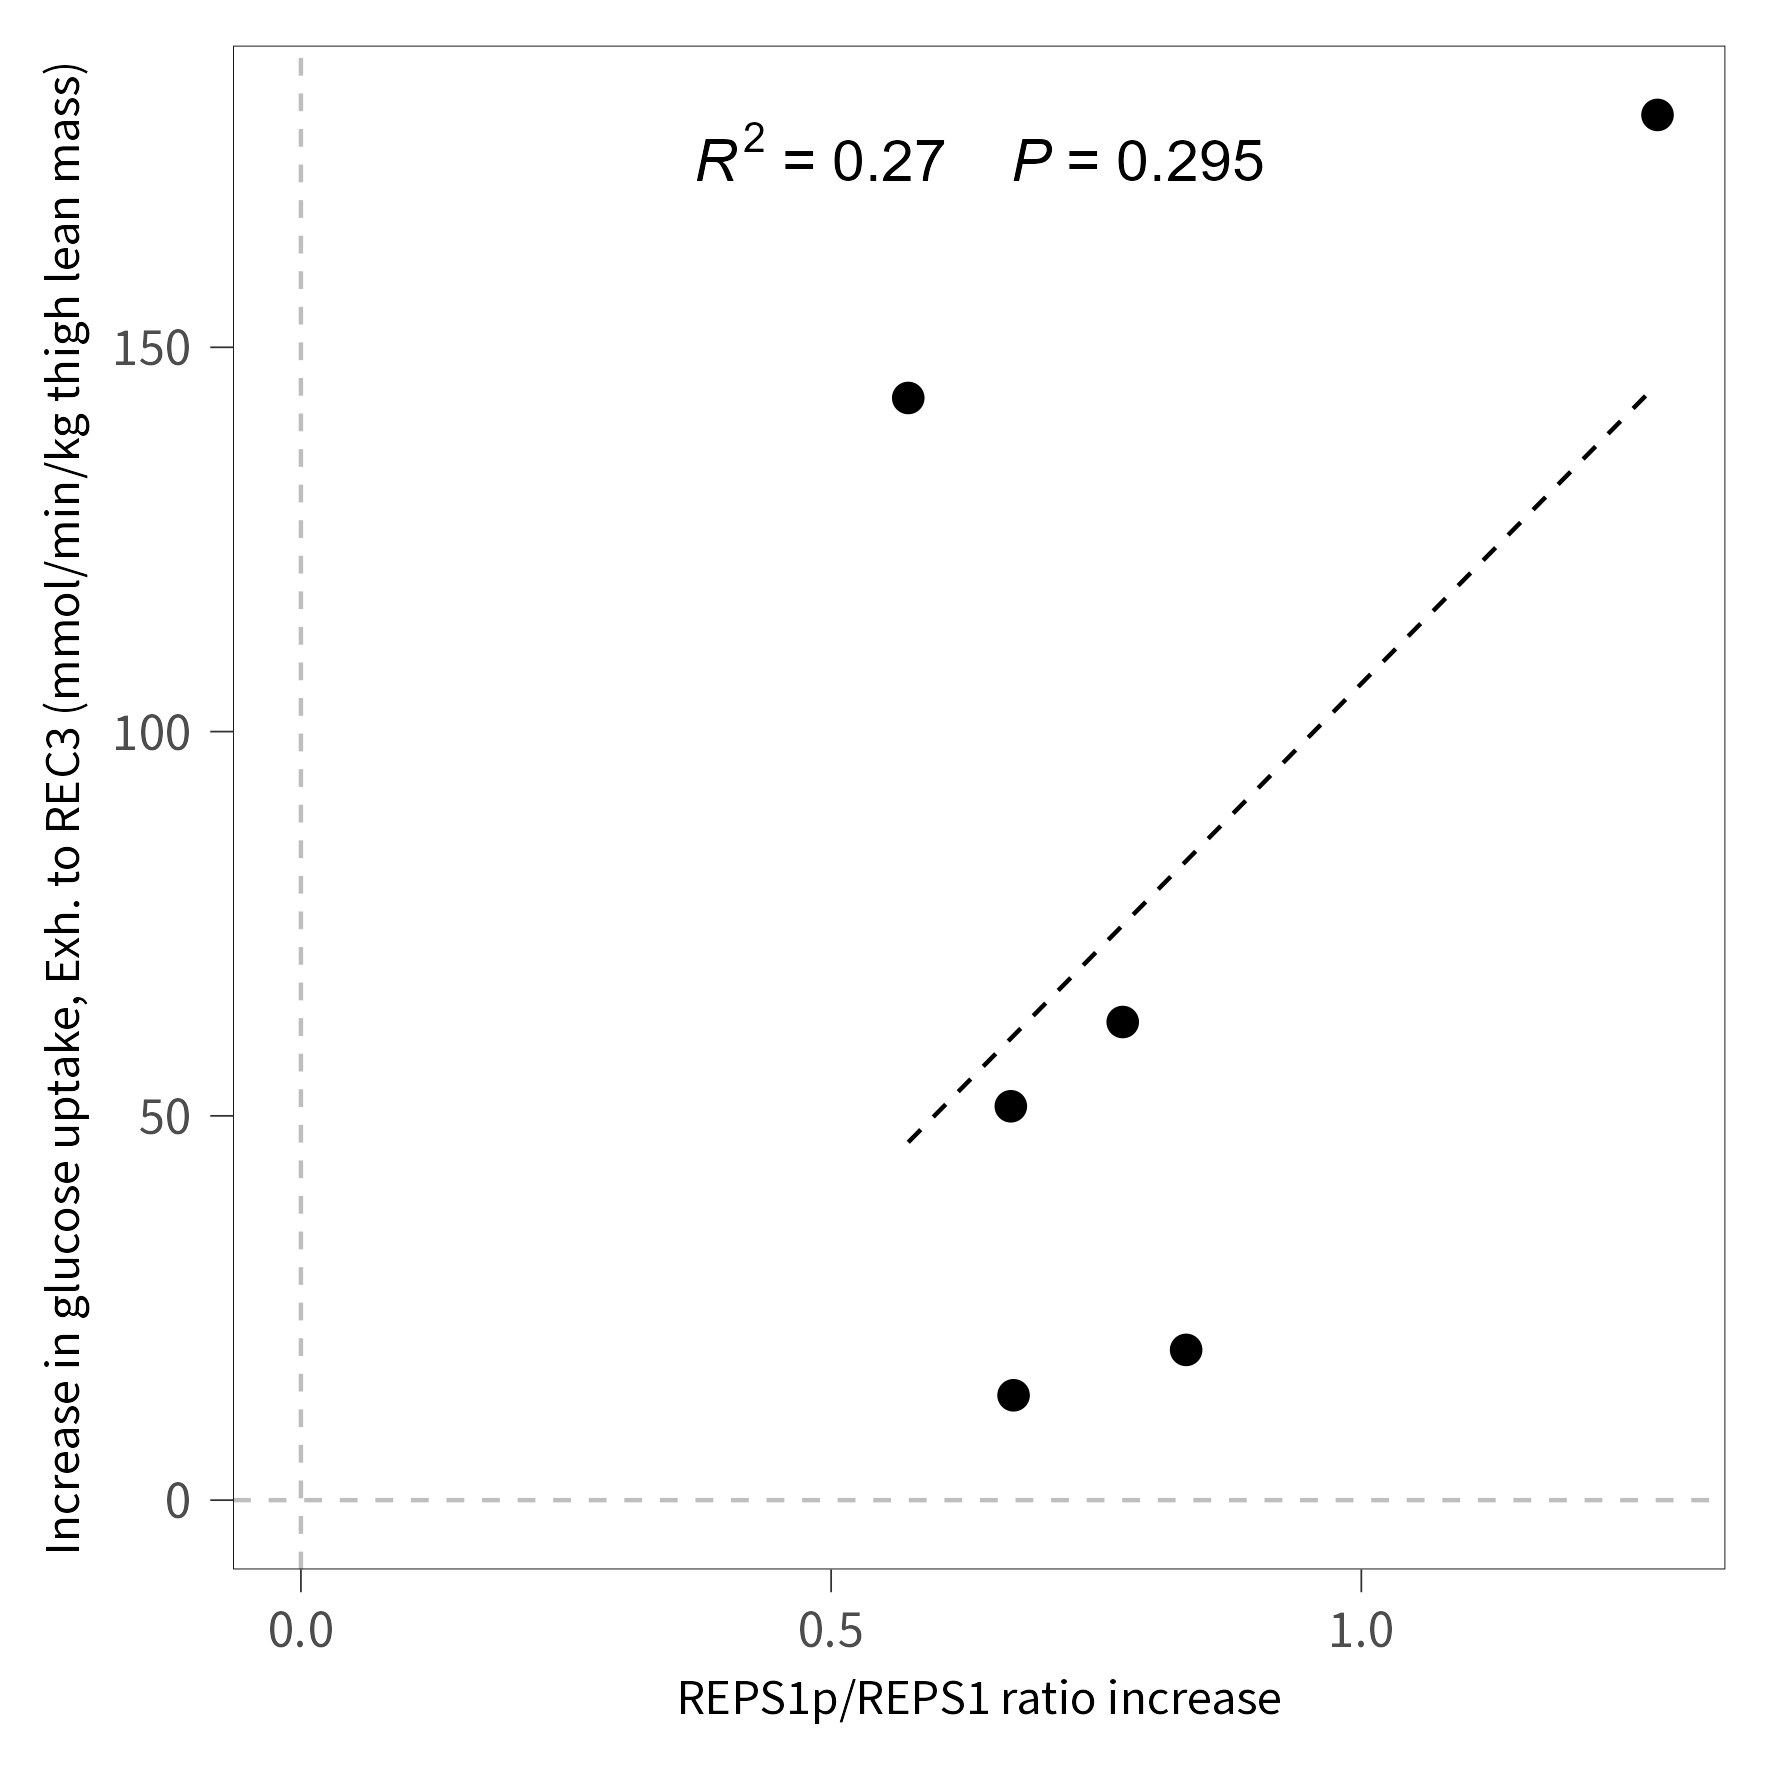 R² = 0.27 P = 0.295
Increase in glucose uptake, Exh. to REC3 (mmol/min/kg thigh lean mass)
150
100
50
0
0.0 0.5 1.0
REPS1p/REPS1 ratio increase